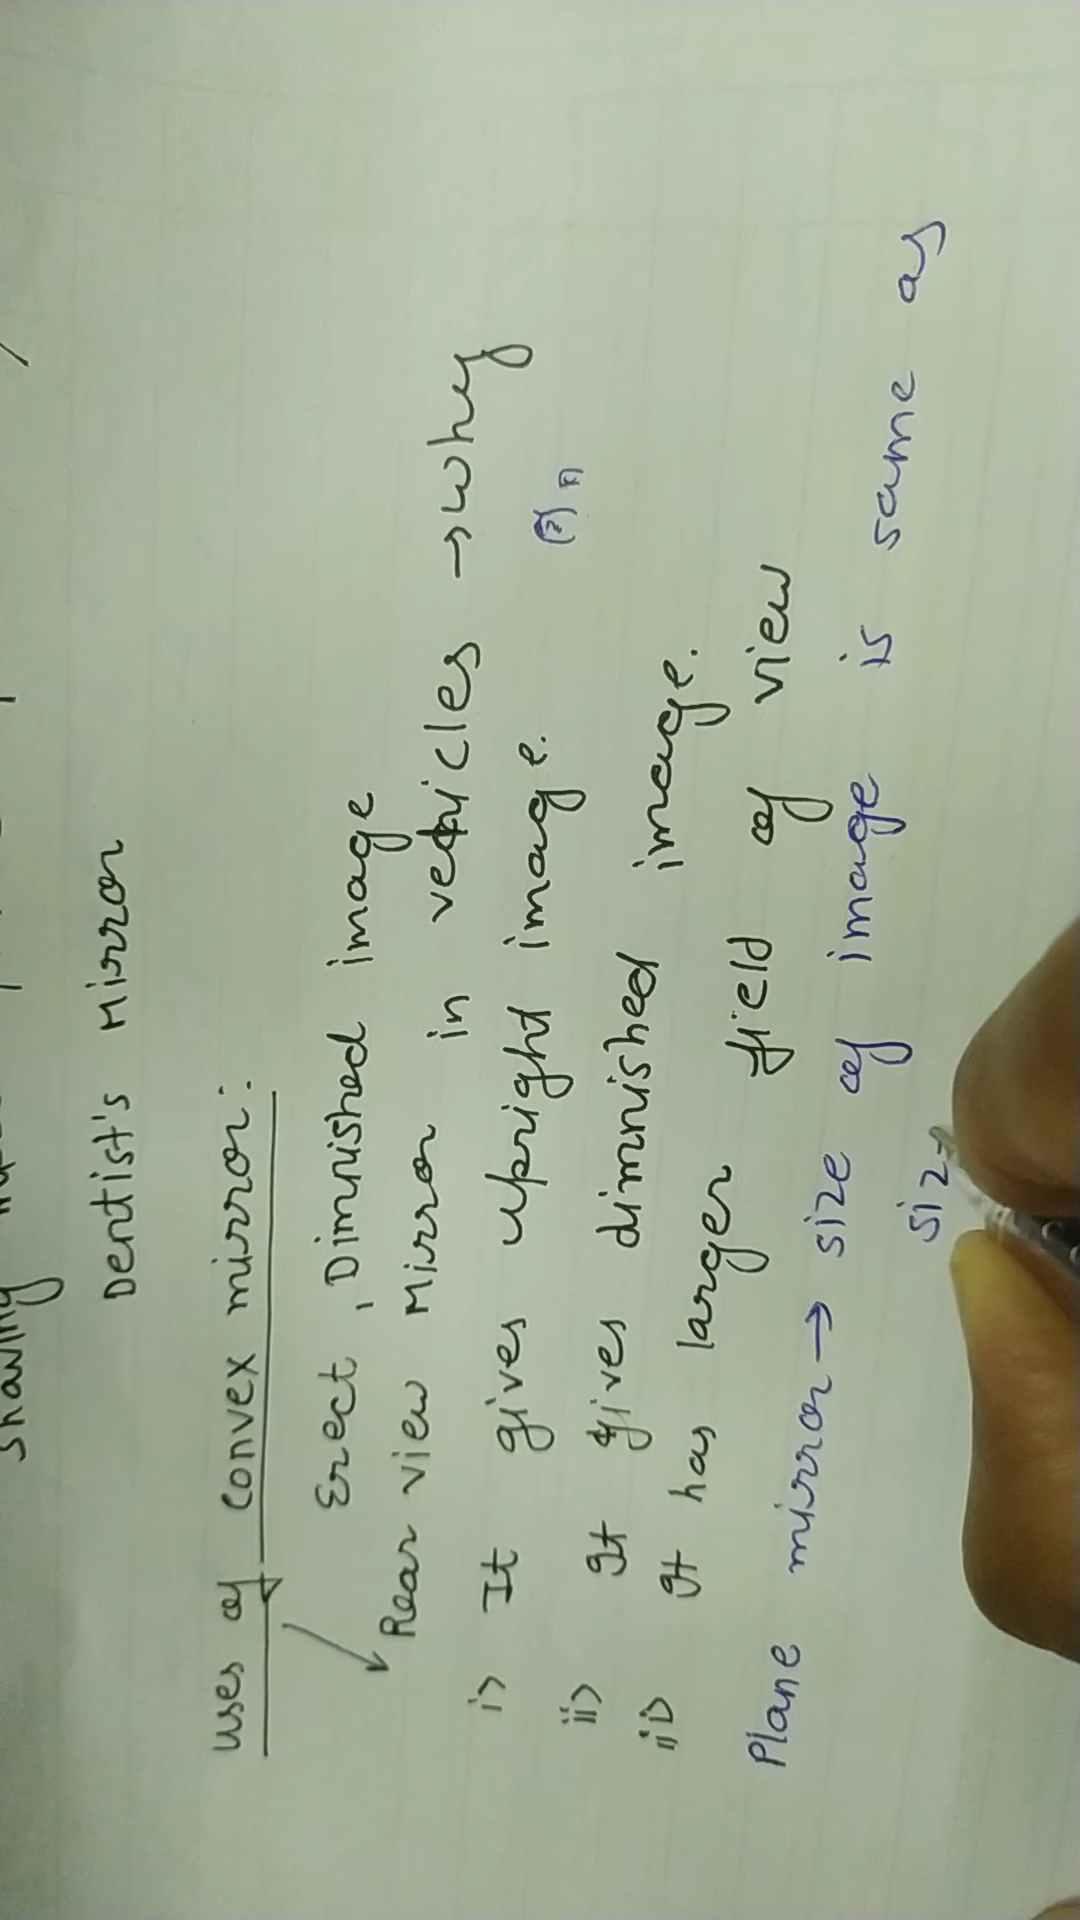 Dentist's Mirror
uses of convex mirror:
Erect, Diminished image
Rear view Mirror in vehicles → why
(?)
i> It gives upright image.
ii> It gives diminished image.
iii> It has larger field of view
Plane mirror → size of image is same as
siz